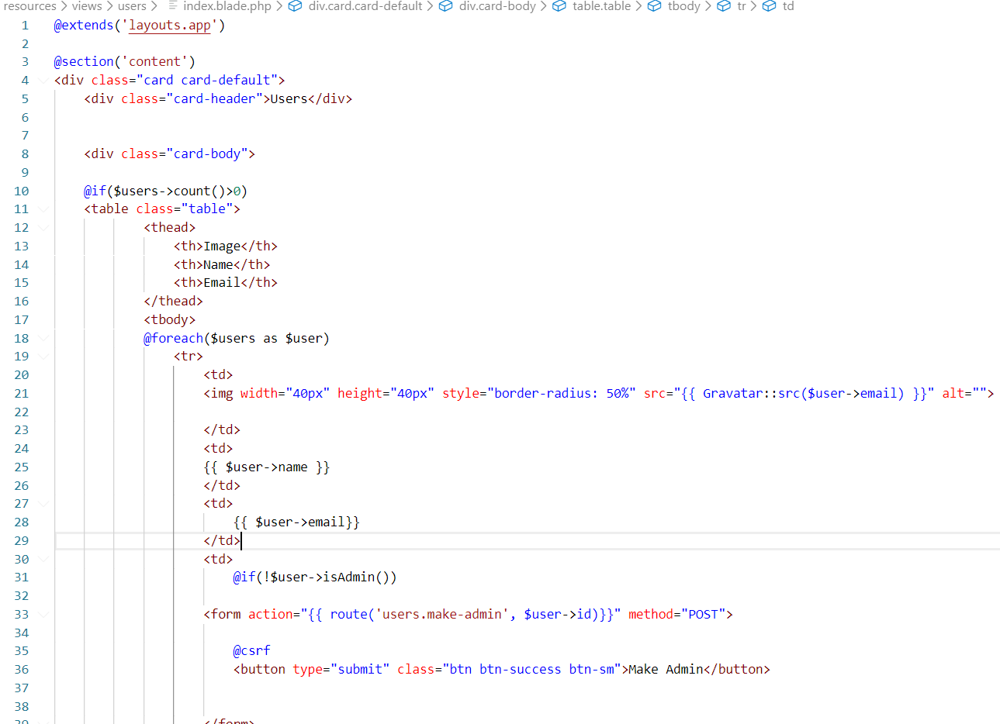 resources > views > users > index.blade.php > div.card.card-default > div.card-body > table.table > tbody > tr > td
1 @extends('layouts.app')
2
3 @section('content')
4 <div class="card card-default">
5 <div class="card-header">Users</div>
6
7
8 <div class="card-body">
9
10 @if($users->count()>0)
11 <table class="table">
12 <thead>
13 <th>Image</th>
14 <th>Name</th>
15 <th>Email</th>
16 </thead>
17 <tbody>
18 @foreach($users as $user)
19 <tr>
20 <td>
21 <img width="40px" height="40px" style="border-radius: 50%" src="{{ Gravatar::src($user->email) }}" alt="">
22
23 </td>
24 <td>
25 {{ $user->name }}
26 </td>
27 <td>
28 {{ $user->email}}
29 </td>
30 <td>
31 @if(!$user->isAdmin())
32
33 <form action="{{ route('users.make-admin', $user->id)}}" method="POST">
34
35 @csrf
36 <button type="submit" class="btn btn-success btn-sm">Make Admin</button>
37
38
39 </form>